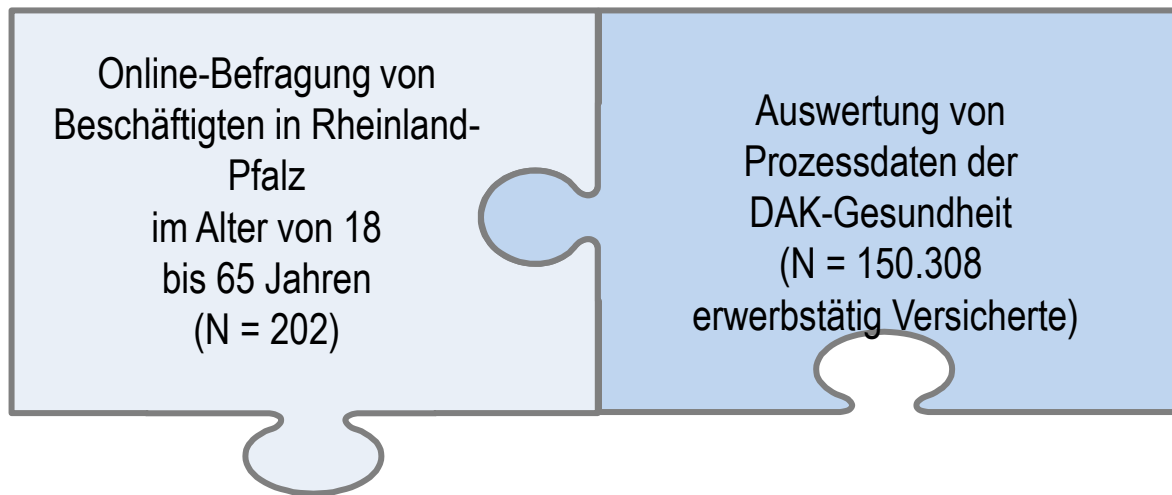 Online-Befragung von
Beschäftigten in Rheinland-
Pfalz
im Alter von 18
bis 65 Jahren
(N = 202)
Auswertung von
Prozessdaten der
DAK-Gesundheit
(N = 150.308
erwerbstätig Versicherte)